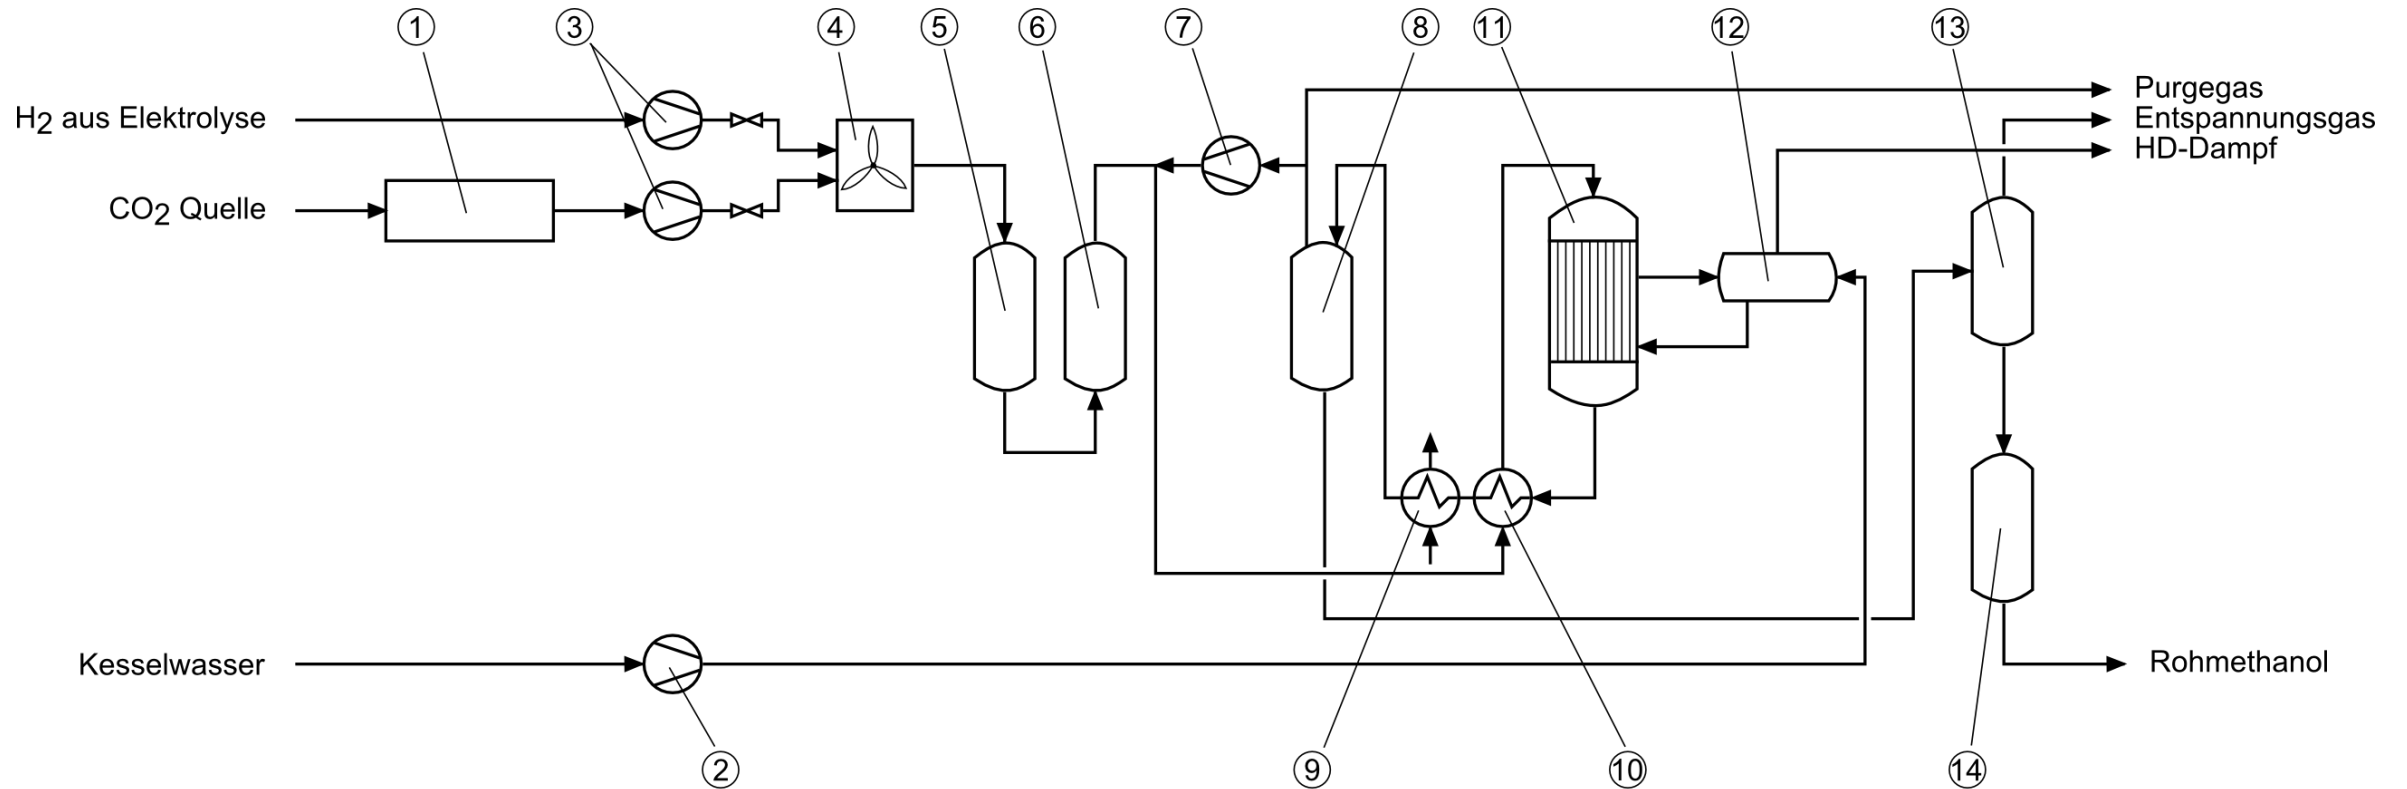 1
3
4
5
6
7
8
11
12
13
H2 aus Elektrolyse
CO2 Quelle
Purgegas
Entspannungsgas
HD-Dampf
Kesselwasser
Rohmethanol
2
9
10
14